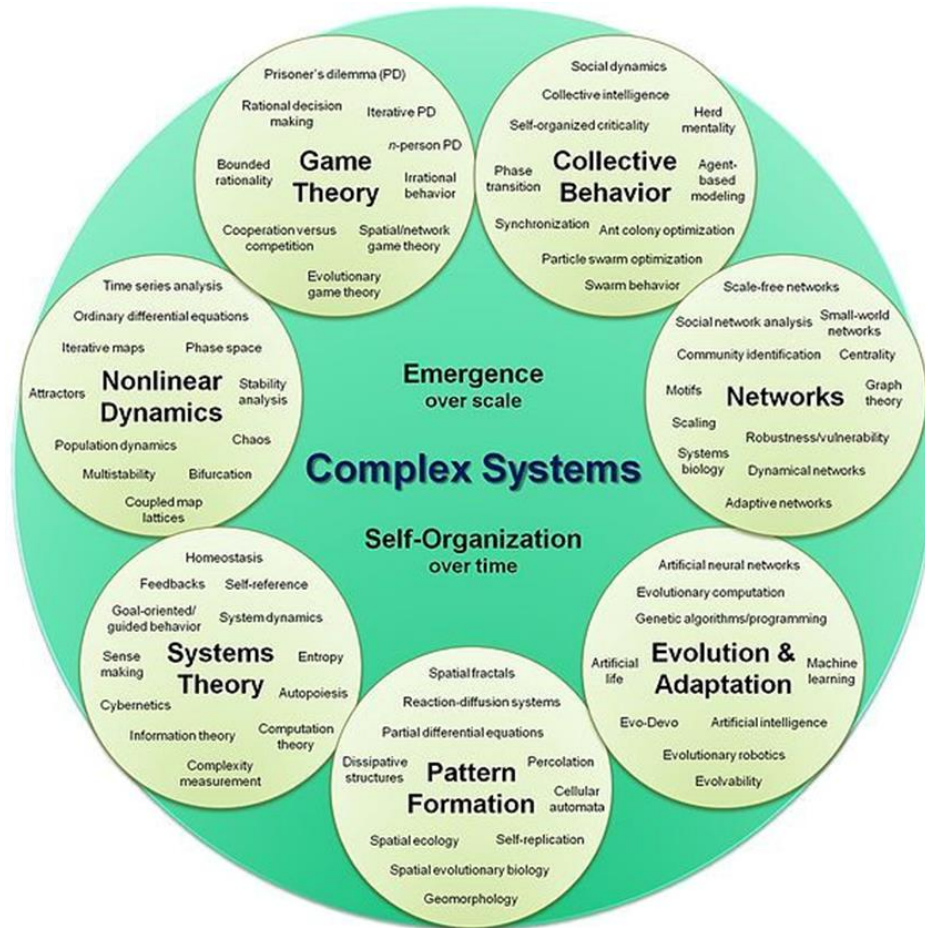 Prisoner's dilemma (PD)
Rational decision
making
Iterative PD
n-person PD
Bounded
rationality
Game
Theory
Irrational
behavior
Cooperation versus
competition
Spatial/network
game theory
Evolutionary
game theory
Social dynamics
Collective intelligence
Herd
mentality
Self-organized criticality
Phase
transition
Collective
Behavior
Agent-
based
modeling
Synchronization
Ant colony optimization
Particle swarm optimization
Swarm behavior
Time series analysis
Ordinary differential equations
Iterative maps
Phase space
Attractors
Nonlinear
Dynamics
Stability
analysis
Population dynamics
Chaos
Multistability
Bifurcation
Coupled map
lattices
Emergence
over scale
Complex Systems
Self-Organization
over time
Scale-free networks
Social network analysis
Small-world
networks
Community identification
Centrality
Motifs
Networks
Graph
theory
Scaling
Robustness/vulnerability
Systems
biology
Dynamical networks
Adaptive networks
Homeostasis
Feedbacks
Self-reference
Goal-oriented/
guided behavior
System dynamics
Sense
making
Systems
Theory
Entropy
Cybernetics
Autopoiesis
Information theory
Computation
theory
Complexity
measurement
Spatial fractals
Reaction-diffusion systems
Partial differential equations
Dissipative
structures
Pattern
Formation
Percolation
Cellular
automata
Spatial ecology
Self-replication
Spatial evolutionary biology
Geomorphology
Artificial neural networks
Evolutionary computation
Genetic algorithms/programming
Artificial
life
Evolution &
Adaptation
Machine
learning
Evo-Devo
Artificial intelligence
Evolutionary robotics
Evolvability